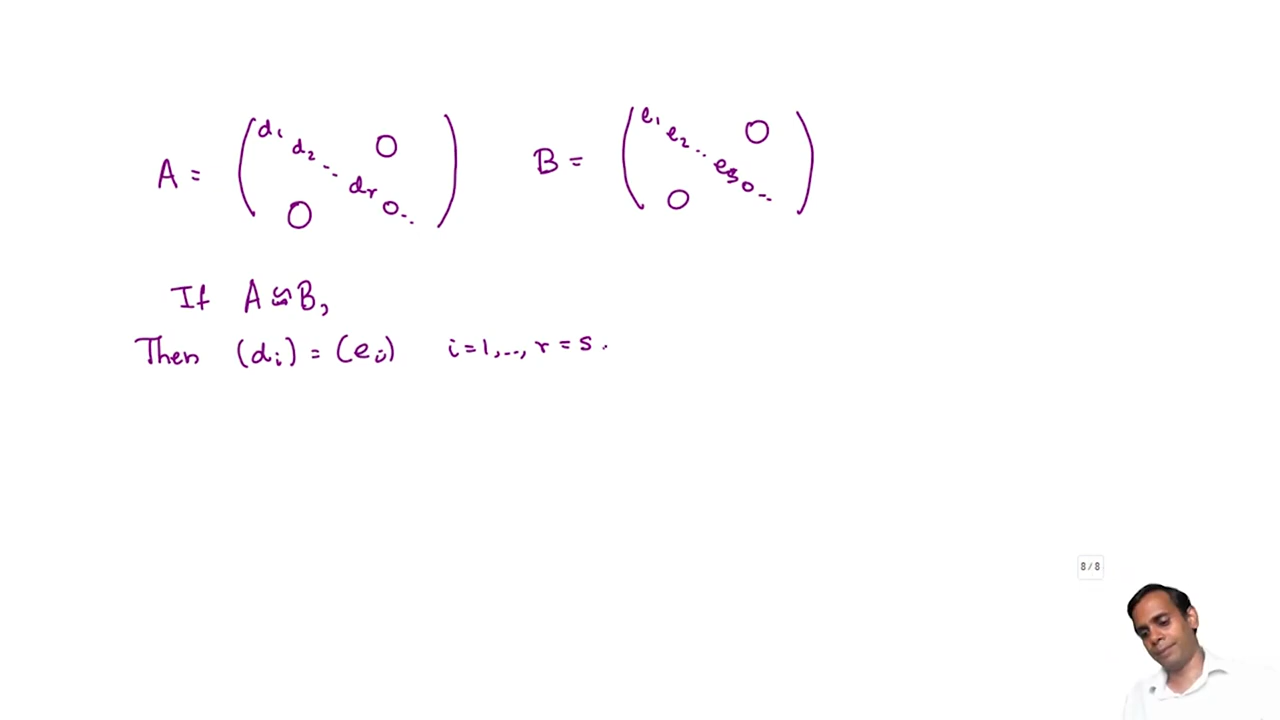 A = ( d₁ d₂ ... dᵣ 0 ... 0 0 ) B = ( e₁ e₂ ... eₛ 0 ... 0 0 )
If A ≈ B,
Then (dᵢ) = (eᵢ) i=1,..., r = s.
8 / 8